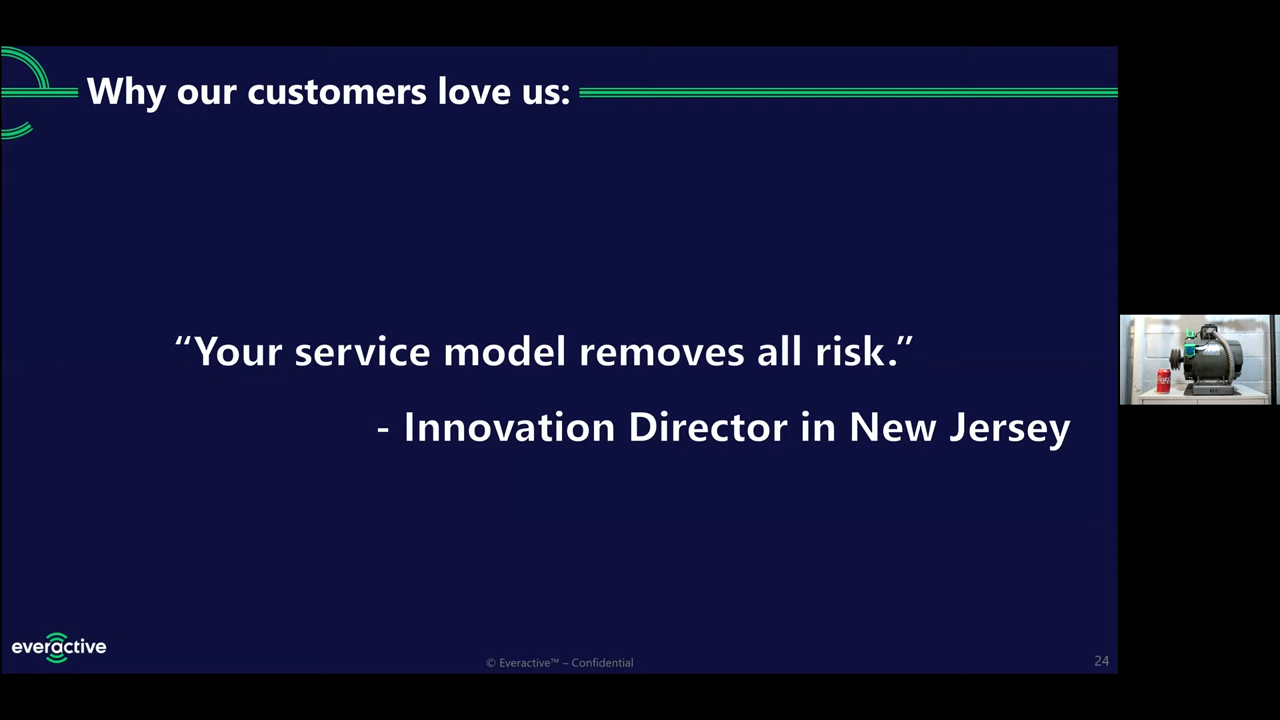 Why our customers love us:
“Your service model removes all risk.”
- Innovation Director in New Jersey
everactive
© Everactive™ – Confidential
24